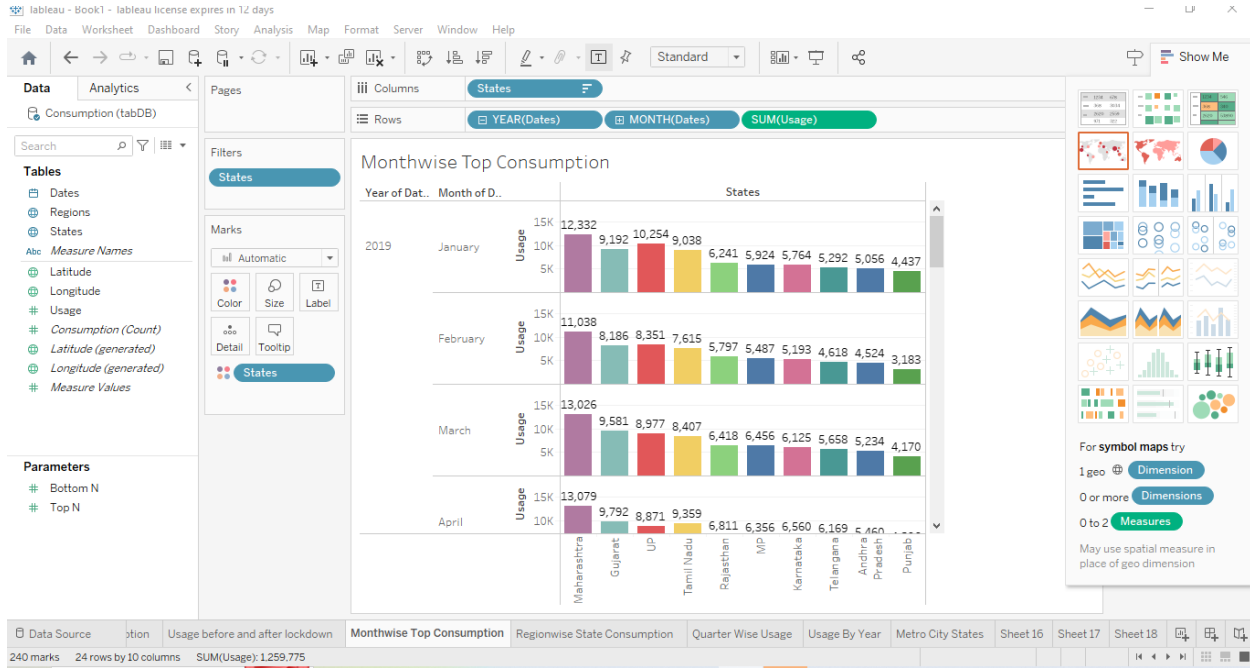 Tableau - Book1 - Tableau license expires in 12 days
File Data Worksheet Dashboard Story Analysis Map Format Server Window Help
Standard
Show Me
Data Analytics
Consumption (tabDB)
Search
Tables
Dates
Regions
States
Abc Measure Names
Latitude
Longitude
Usage
Consumption (Count)
Latitude (generated)
Longitude (generated)
Measure Values
Parameters
Bottom N
Top N
Pages
Filters
States
Marks
Automatic
Color Size Label
Detail Tooltip
States
Columns States
Rows YEAR(Dates) MONTH(Dates) SUM(Usage)
Monthwise Top Consumption
Year of Dat.. Month of D.. States
2019 January
Usage
15K
10K
5K
12,332 9,192 10,254 9,038 6,241 5,924 5,764 5,292 5,056 4,437
February
Usage
15K
10K
5K
11,038 8,186 8,351 7,615 5,797 5,487 5,193 4,618 4,524 3,183
March
Usage
15K
10K
5K
13,026 9,581 8,977 8,407 6,418 6,456 6,125 5,658 5,234 4,170
April
Usage
15K
10K
13,079 9,792 8,871 9,359 6,811 6,356 6,560 6,169 5,460
Maharashtra
Gujarat
UP
Tamil Nadu
Rajasthan
MP
Karnataka
Telangana
Andhra
Pradesh
Punjab
For symbol maps try
1 geo Dimension
0 or more Dimensions
0 to 2 Measures
May use spatial measure in
place of geo dimension
Data Source Usage before and after lockdown Monthwise Top Consumption Regionwise State Consumption Quarter Wise Usage Usage By Year Metro City States Sheet 16 Sheet 17 Sheet 18
240 marks 24 rows by 10 columns SUM(Usage): 1,259,775